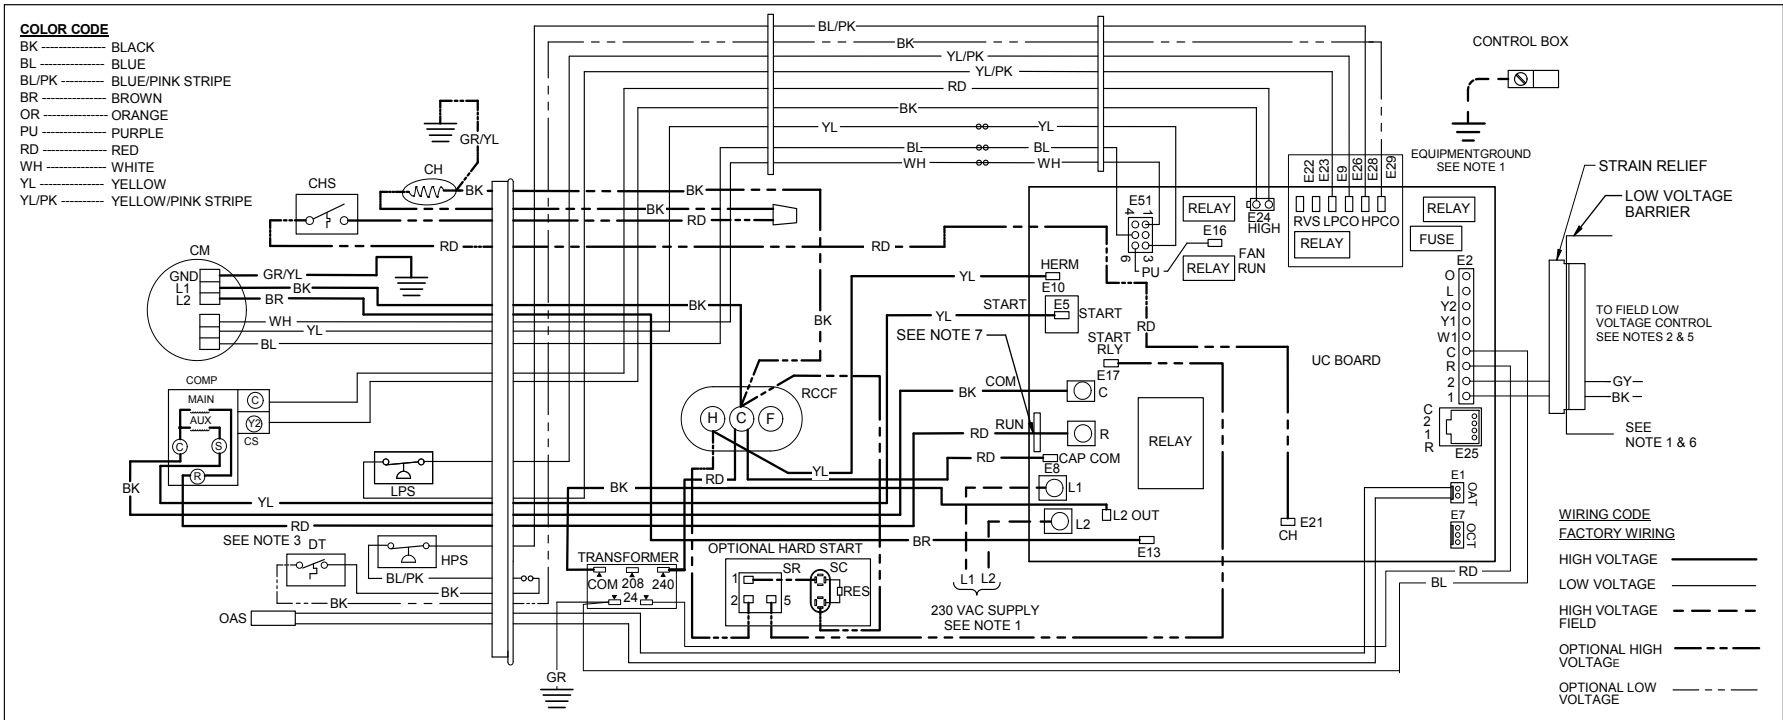 COLOR CODE
BK --------------- BLACK
BL --------------- BLUE
BL/PK ---------- BLUE/PINK STRIPE
BR --------------- BROWN
OR --------------- ORANGE
PU --------------- PURPLE
RD --------------- RED
WH --------------- WHITE
YL --------------- YELLOW
YL/PK ---------- YELLOW/PINK STRIPE
GR/YL
CH
BK
CHS
RD
CM
GND
L1
L2
GR/YL
BK
BR
WH
YL
BL
COMP
MAIN
AUX
C
S
R
C
Y2
CS
LPS
BK
YL
RD
SEE NOTE 3
DT
HPS
BL/PK
BK
BK
OAS
GR
BL/PK
BK
YL/PK
YL/PK
RD
BK
YL
YL
BL
BL
WH
WH
BK
BK
RD
RD
BK
BK
RCCF
H
C
F
YL
RD
BK
YL
YL
SEE NOTE 7
BK
COM
RD
RUN
RD
BR
TRANSFORMER
COM
208
240
24
OPTIONAL HARD START
SR
SC
1
2
5
RES
L1
L2
230 VAC SUPPLY
SEE NOTE 1
E51
4
1
6
3
PU
RELAY
E16
FAN
RUN
RELAY
E24
HIGH
HERM
E10
START
E5
START
START
RLY
E17
C
R
CAP COM
E8
L1
L2
L2 OUT
E13
RD
RELAY
E21
CH
UC BOARD
E22
E23
E9
E26
E28
E29
RVS
LPCO
HPCO
RELAY
RELAY
FUSE
E2
O
L
Y2
Y1
W1
C
R
2
1
C
2
1
R
E25
E1
OAT
E7
OCT
RD
BL
CONTROL BOX
EQUIPMENTGROUND
SEE NOTE 1
STRAIN RELIEF
LOW VOLTAGE
BARRIER
TO FIELD LOW
VOLTAGE CONTROL
SEE NOTES 2 & 5
GY
BK
SEE
NOTE 1 & 6
WIRING CODE
FACTORY WIRING
HIGH VOLTAGE
LOW VOLTAGE
HIGH VOLTAGE
FIELD
OPTIONAL HIGH
VOLTAGE
OPTIONAL LOW
VOLTAGE